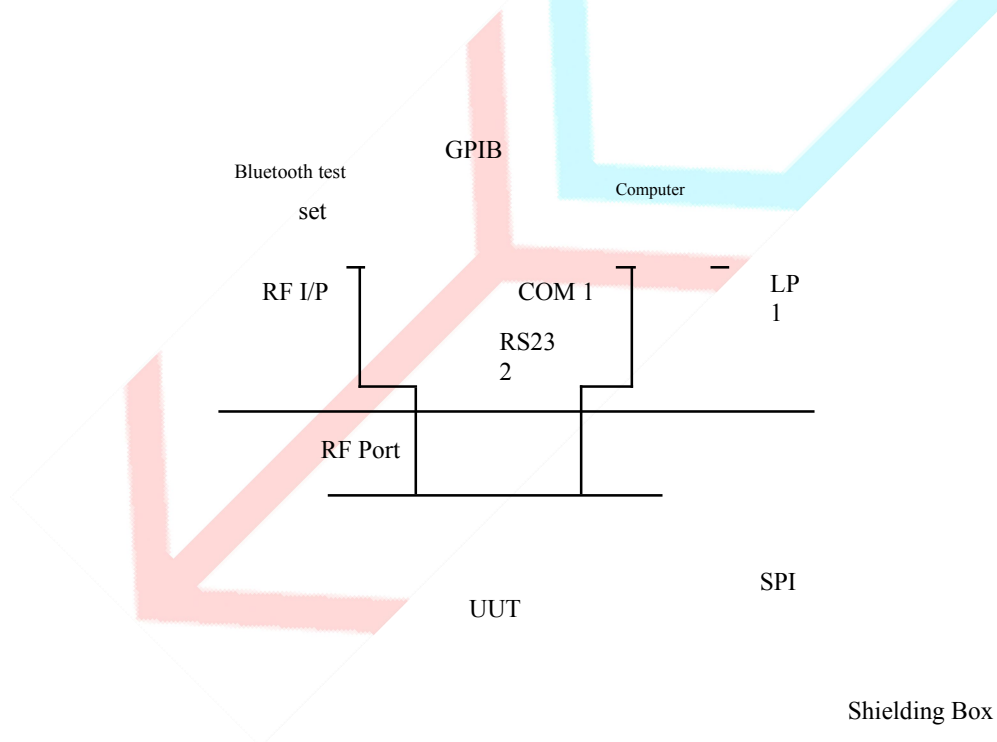 GPIB
Bluetooth test
set
Computer
RF I/P
COM 1
LP
1
RS23
2
RF Port
SPI
UUT
Shielding Box